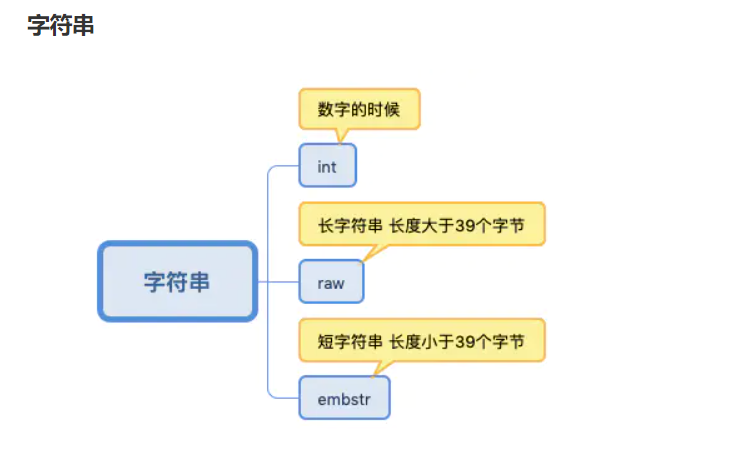 字符串
数字的时候
int
长字符串 长度大于39个字节
字符串
raw
短字符串 长度小于39个字节
embstr